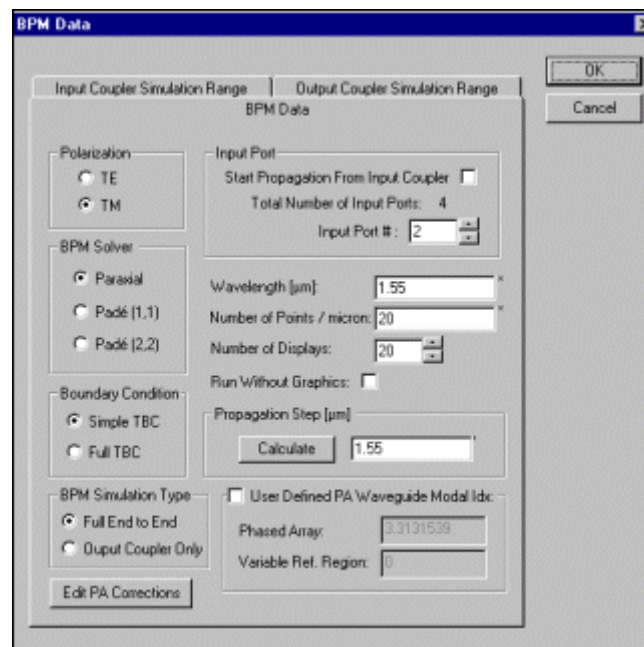 BPM Data
OK
Cancel
Input Coupler Simulation Range
Output Coupler Simulation Range
BPM Data
Polarization
TE
TM
BPM Solver
Paraxial
Padé (1,1)
Padé (2,2)
Boundary Condition
Simple TBC
Full TBC
BPM Simulation Type
Full End to End
Ouput Coupler Only
Edit PA Corrections
Input Port
Start Propagation From Input Coupler
Total Number of Input Ports: 4
Input Port #: 2
Wavelength [µm]: 1.55
Number of Points / micron: 20
Number of Displays: 20
Run Without Graphics:
Propagation Step [µm]
Calculate 1.55
User Defined PA Waveguide Modal Idx:
Phased Array: 3.3131539
Variable Ref. Region: 0